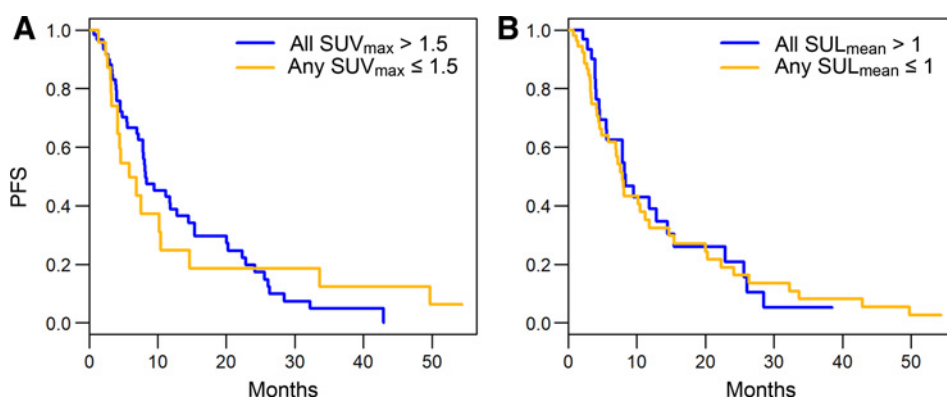 A
All SUVmax > 1.5
Any SUVmax ≤ 1.5
PFS
1.0
0.8
0.6
0.4
0.2
0.0
0 10 20 30 40 50
Months
B
All SULmean > 1
Any SULmean ≤ 1
1.0
0.8
0.6
0.4
0.2
0.0
0 10 20 30 40 50
Months